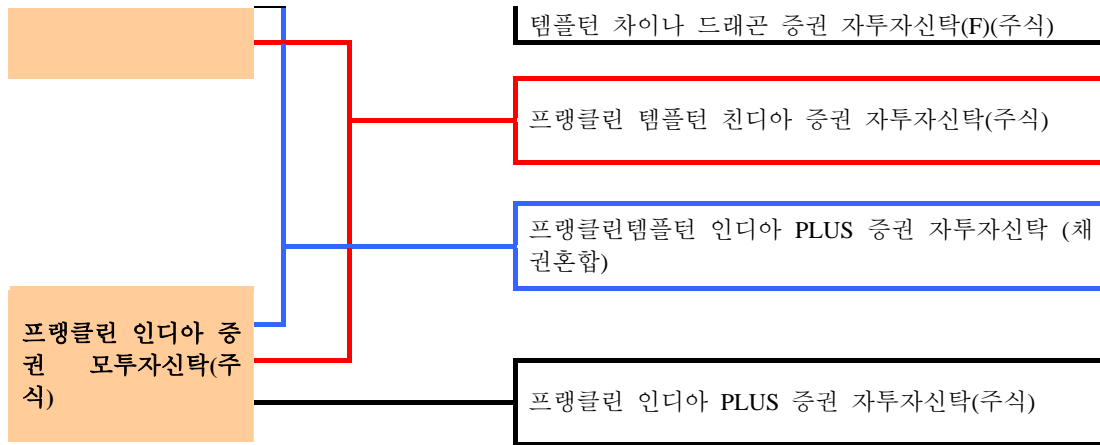 템플턴 차이나 드래곤 증권 자투자신탁(F)(주식)
프랭클린 템플턴 친디아 증권 자투자신탁(주식)
프랭클린템플턴 인디아 PLUS 증권 자투자신탁 (채
권혼합)
프랭클린 인디아 증
권 모투자신탁(주
식)
프랭클린 인디아 PLUS 증권 자투자신탁(주식)